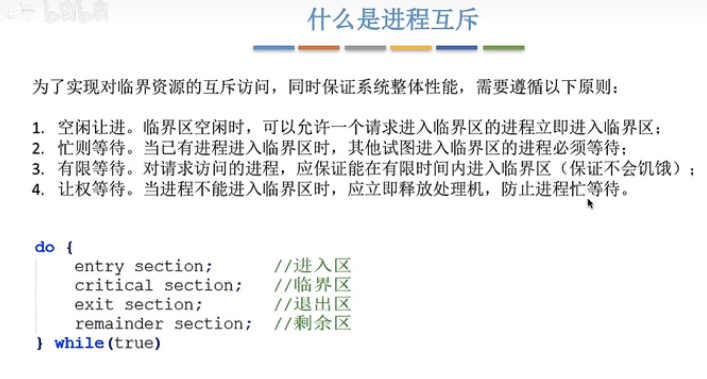 什么是进程互斥
为了实现对临界资源的互斥访问，同时保证系统整体性能，需要遵循以下原则：
1. 空闲让进。临界区空闲时，可以允许一个请求进入临界区的进程立即进入临界区；
2. 忙则等待。当已有进程进入临界区时，其他试图进入临界区的进程必须等待；
3. 有限等待。对请求访问的进程，应保证能在有限时间内进入临界区（保证不会饥饿）；
4. 让权等待。当进程不能进入临界区时，应立即释放处理机，防止进程忙等待。
do {
entry section; //进入区
critical section; //临界区
exit section; //退出区
remainder section; //剩余区
} while(true)